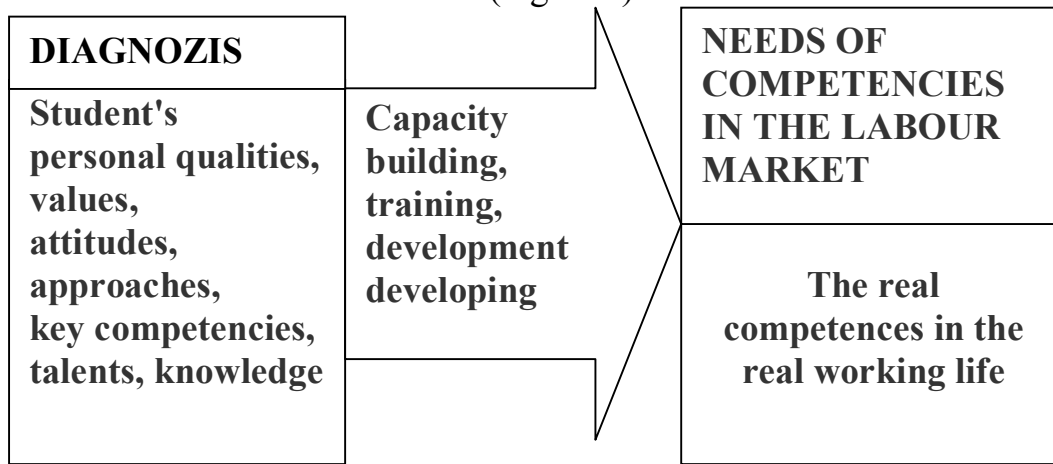 DIAGNOZIS
Student's
personal qualities,
values,
attitudes,
approaches,
key competencies,
talents, knowledge
Capacity
building,
training,
development
developing
NEEDS OF
COMPETENCIES
IN THE LABOUR
MARKET
The real
competences in the
real working life